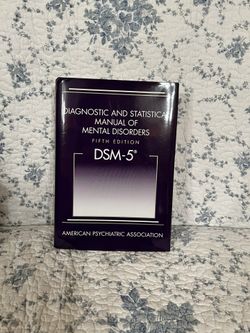 DIAGNOSTIC AND STATISTICAL
MANUAL OF
MENTAL DISORDERS
FIFTH EDITION
DSM-5®
AMERICAN PSYCHIATRIC ASSOCIATION